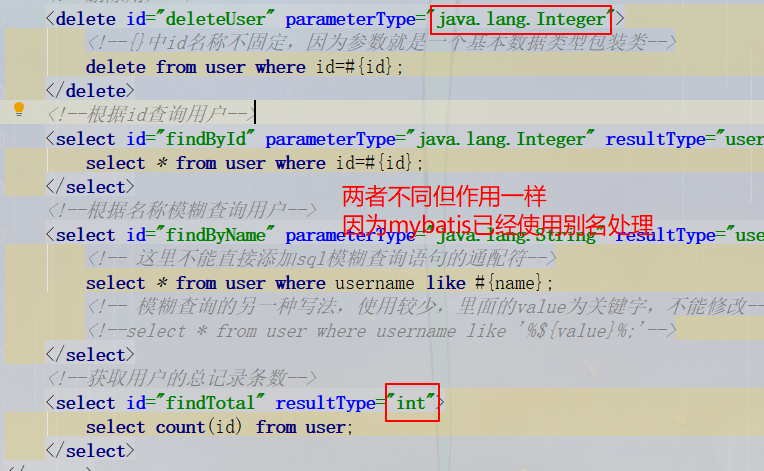 <delete id="deleteUser" parameterType="java.lang.Integer">
<!--{}中id名称不固定，因为参数就是一个基本数据类型包装类-->
delete from user where id=#{id};
</delete>
<!--根据id查询用户-->
<select id="findById" parameterType="java.lang.Integer" resultType="user
select * from user where id=#{id};
</select>
两者不同但作用一样
<!--根据名称模糊查询用户-->
因为mybatis已经使用别名处理
<select id="findByName" parameterType="java.lang.String" resultType="use
<!-- 这里不能直接添加sql模糊查询语句的通配符-->
select * from user where username like #{name};
<!-- 模糊查询的另一种写法，使用较少，里面的value为关键字，不能修改--
<!--select * from user where username like '%${value}%;'-->
</select>
<!--获取用户的总记录条数-->
<select id="findTotal" resultType="int">
select count(id) from user;
</select>